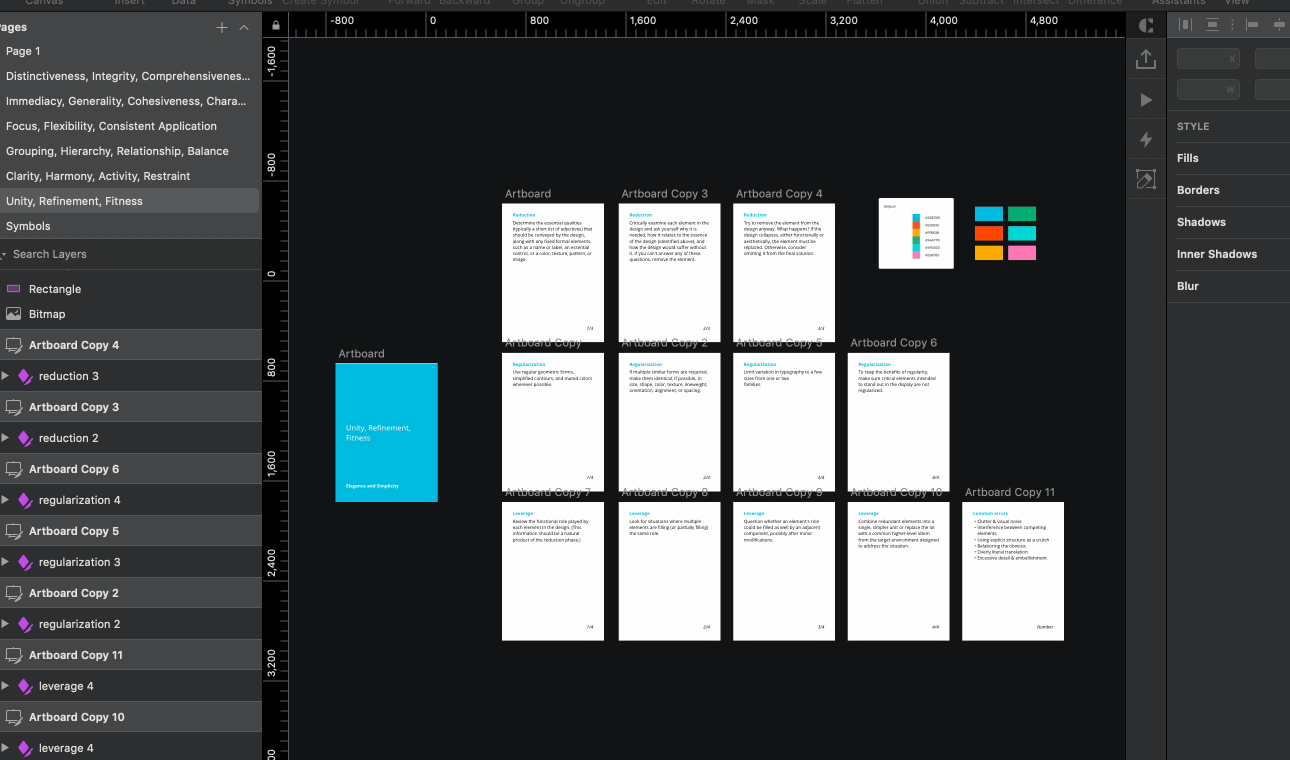 Canvas Insert Data Symbols Create Symbol Forward Backward Group Ungroup Edit Rotate Mask Scale Flatten Union Subtract Intersect Difference Assistants View
ages
Page 1
Distinctiveness, Integrity, Comprehensivenes...
Immediacy, Generality, Cohesiveness, Chara...
Focus, Flexibility, Consistent Application
Grouping, Hierarchy, Relationship, Balance
Clarity, Harmony, Activity, Restraint
Unity, Refinement, Fitness
Symbols
Search Layers
Rectangle
Bitmap
Artboard Copy 4
reduction 3
Artboard Copy 3
reduction 2
Artboard Copy 6
regularization 4
Artboard Copy 5
regularization 3
Artboard Copy 2
regularization 2
Artboard Copy 11
leverage 4
Artboard Copy 10
leverage 4
-800 0 800 1,600 2,400 3,200 4,000 4,800
-1,600
-800
0
800
1,600
2,400
3,200
Artboard
Unity, Refinement,
Fitness
Elegance and Simplicity
Artboard
Reduction
Determine the essential qualities
(typically a short list of adjectives) that
should be conveyed by the design,
along with any fixed formal elements,
such as a name or label, an essential
control, or a color, texture, pattern, or
image.
1/3
Artboard Copy 3
Reduction
Critically examine each element in the
design and ask yourself why it is
needed, how it relates to the essence
of the design (identified above), and
how the design would suffer without
it. If you can't answer any of these
questions, remove the element.
2/3
Artboard Copy 4
Reduction
Try to remove the element from the
design anyway. What happens? If the
design collapses, either functionally or
aesthetically, the element must be
replaced. Otherwise, consider
omitting it from the final solution.
3/3
Default
Artboard Copy
Regularization
Use regular geometric forms,
simplified contours, and muted colors
wherever possible.
1/4
Artboard Copy 2
Regularization
If multiple similar forms are required,
make them identical, if possible, in
size, shape, color, texture, lineweight,
orientation, alignment, or spacing.
2/4
Artboard Copy 5
Regularization
Limit variation in typography to a few
sizes from one or two
families.
3/4
Artboard Copy 6
Regularization
To reap the benefits of regularity,
make sure critical elements intended
to stand out in the display are not
regularized.
4/4
Artboard Copy 7
Leverage
Review the functional role played by
each element in the design. (This
information should be a natural
product of the reduction phase.)
1/4
Artboard Copy 8
Leverage
Look for situations where multiple
elements are filling (or partially filling)
the same role.
2/4
Artboard Copy 9
Leverage
Question whether an element's role
could be filled as well by an adjacent
component, possibly after minor
modifications.
3/4
Artboard Copy 10
Leverage
Combine redundant elements into a
single, simpler unit or replace the lot
with a common higher-level idiom
from the target environment designed
to address the situation.
4/4
Artboard Copy 11
Common errors
• Clutter & visual noise
• Interference between competing
elements
• Using explicit structure as a crutch
• Belaboring the obvious
• Overly literal translation
• Excessive detail & embellishment
Number
X
W
STYLE
Fills
Borders
Shadows
Inner Shadows
Blur